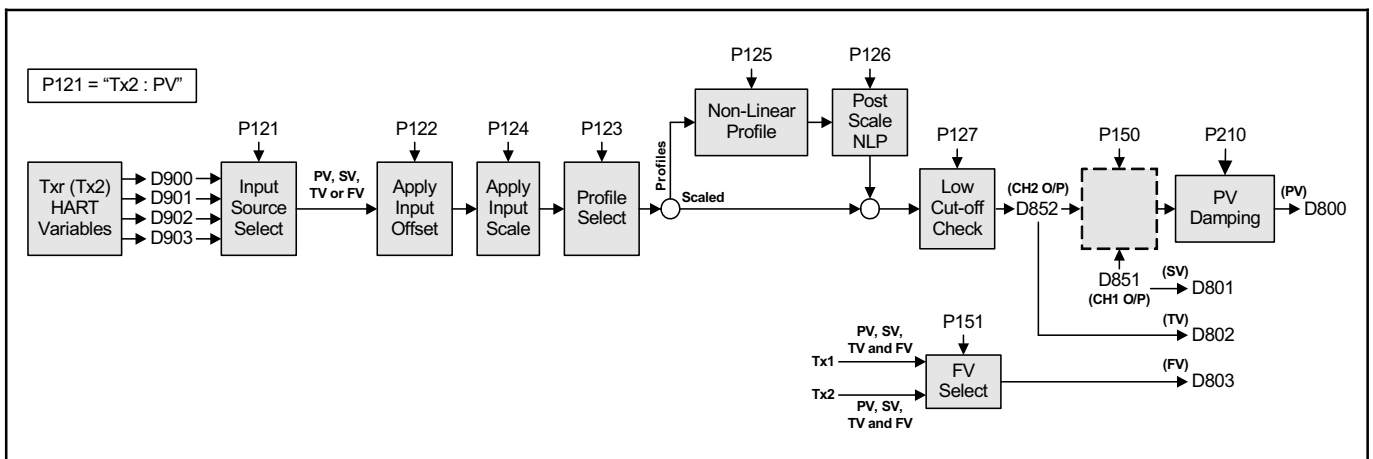 P121 = “Tx2 : PV”
Txr (Tx2)
HART
Variables
D900
D901
D902
D903
P121
Input
Source
Select
PV, SV,
TV or FV
P122
Apply
Input
Offset
P124
Apply
Input
Scale
P123
Profile
Select
Profiles
Scaled
P125
Non-Linear
Profile
P126
Post
Scale
NLP
P127
Low
Cut-off
Check
(CH2 O/P)
D852
P150
D851
(CH1 O/P)
P210
PV
Damping
(PV)
D800
(SV)
D801
(TV)
D802
PV, SV,
TV and FV
Tx1
Tx2
PV, SV,
TV and FV
P151
FV
Select
(FV)
D803